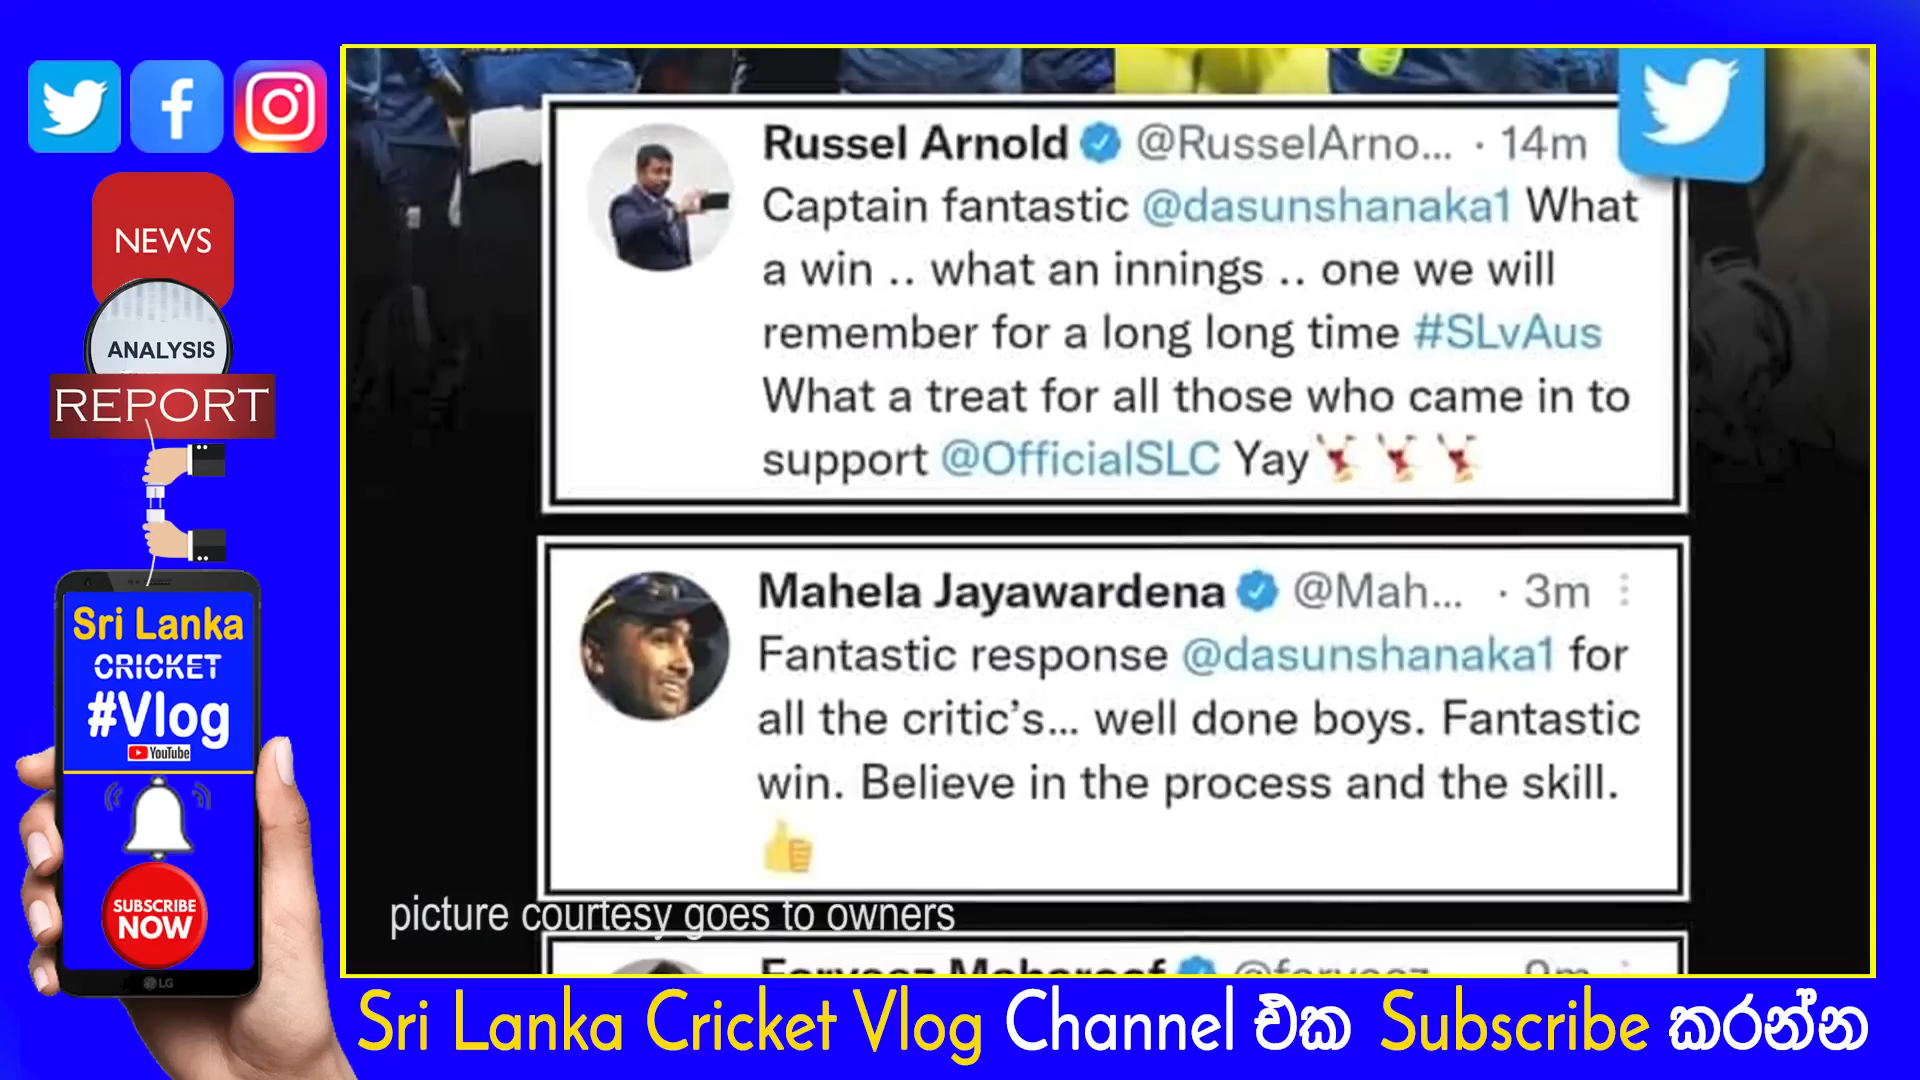 NEWS
ANALYSIS
REPORT
Sri Lanka
CRICKET
#Vlog
YouTube
SUBSCRIBE
NOW
LG
Russel Arnold @RusselArno... · 14m
Captain fantastic @dasunshanaka1 What
a win .. what an innings .. one we will
remember for a long long time #SLvAus
What a treat for all those who came in to
support @OfficialSLC Yay
Mahela Jayawardena @Mah... · 3m
Fantastic response @dasunshanaka1 for
all the critic’s... well done boys. Fantastic
win. Believe in the process and the skill.
picture courtesy goes to owners
Sri Lanka Cricket Vlog Channel එක Subscribe කරන්න